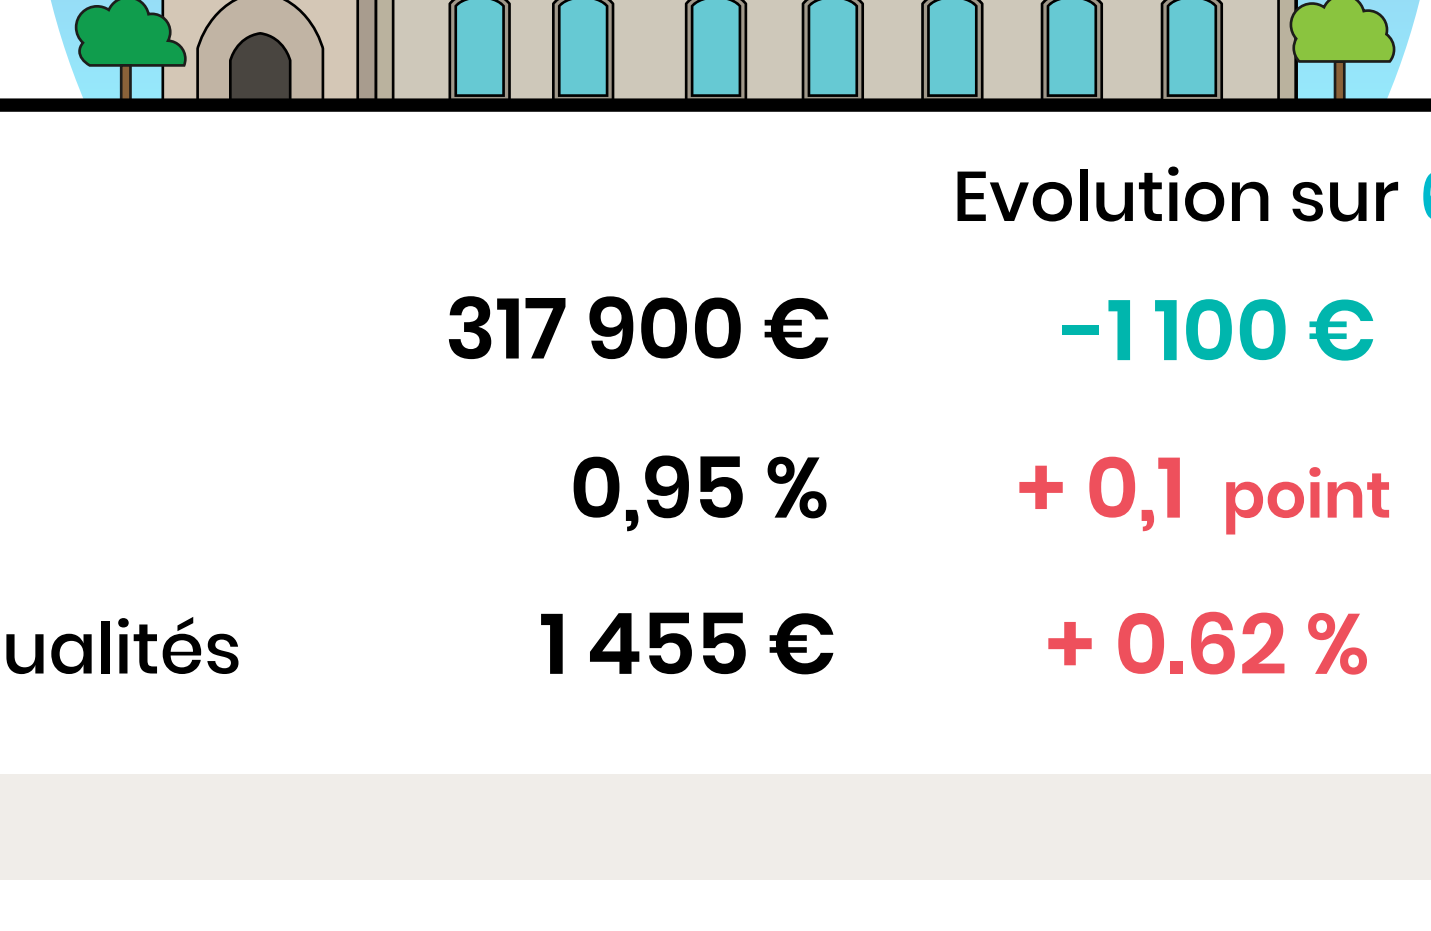 Evolution sur
317 900 € -1 100 €
0,95 % + 0,1 point
ualités 1 455 € + 0.62 %